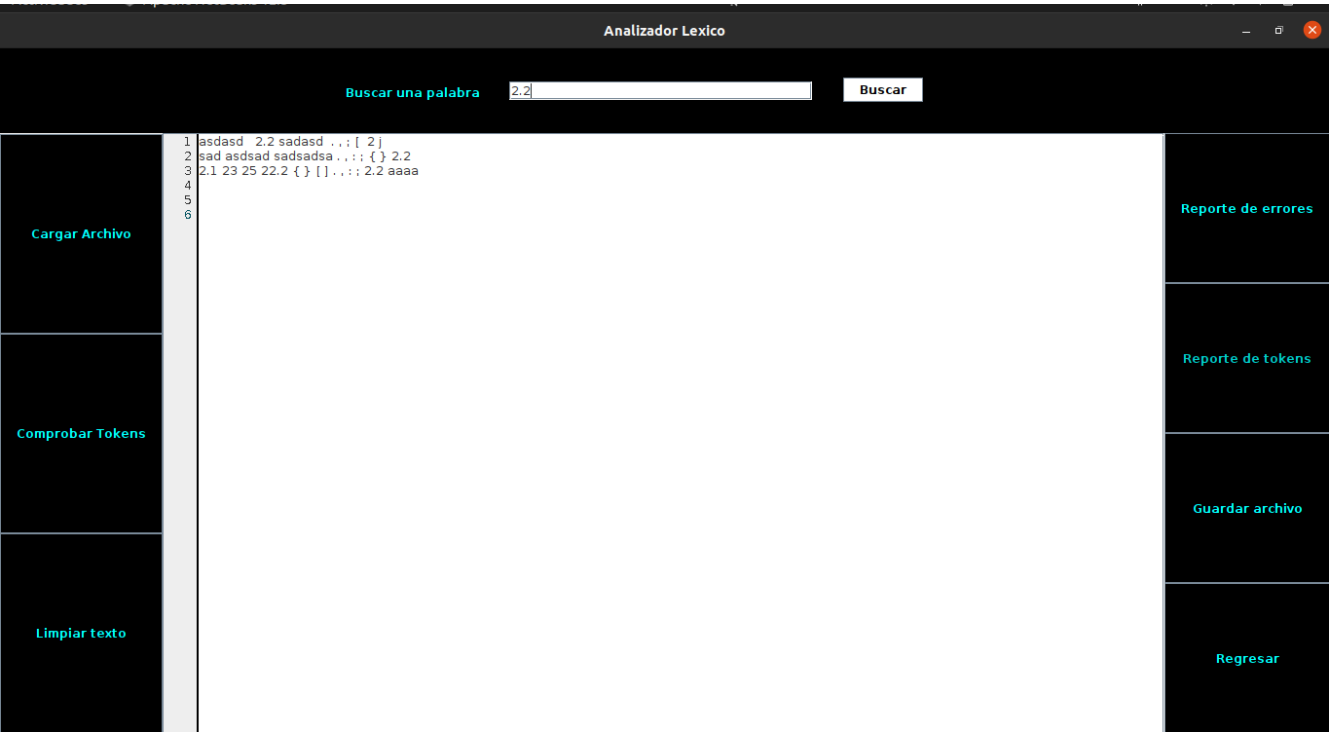 Analizador Lexico
Buscar una palabra 2.2 Buscar
1 asdasd 2.2 sadasd . , ; [ 2 j
2 sad asdsad sadsadsa . , : ; { } 2.2
3 2.1 23 25 22.2 { } [ ] . , : ; 2.2 aaaa
4
5
6
Cargar Archivo
Comprobar Tokens
Limpiar texto
Reporte de errores
Reporte de tokens
Guardar archivo
Regresar